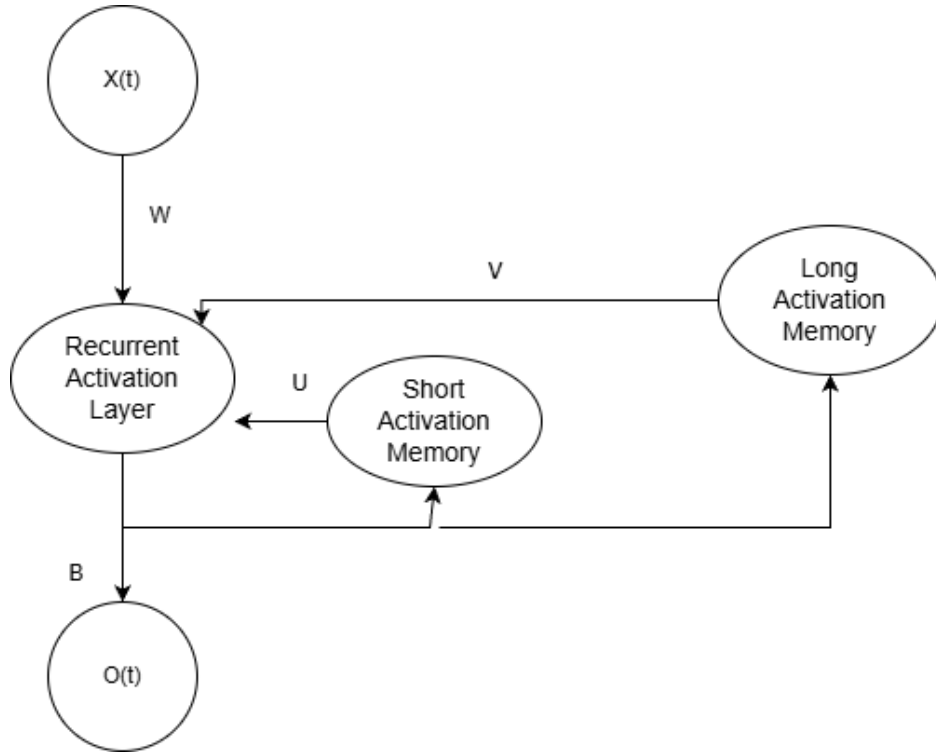 X(t)
W
V
Long
Activation
Memory
Recurrent
Activation
Layer
U
Short
Activation
Memory
B
O(t)